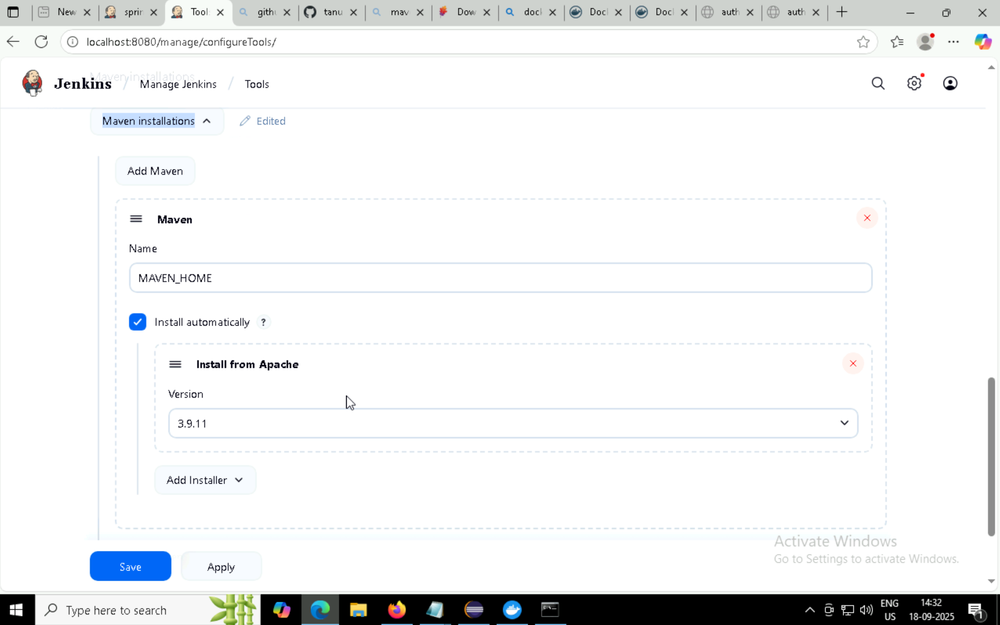 New
sprin
Tool
gith
tanu
mav
Dow
doc
Doc
Doc
auth
auth
localhost:8080/manage/configureTools/
Maven installations
Jenkins / Manage Jenkins / Tools
Maven installations
Edited
Add Maven
Maven
Name
MAVEN_HOME
Install automatically ?
Install from Apache
Version
3.9.11
Add Installer
Activate Windows
Go to Settings to activate Windows.
Save
Apply
Type here to search
ENG
US
14:32
18-09-2025
1